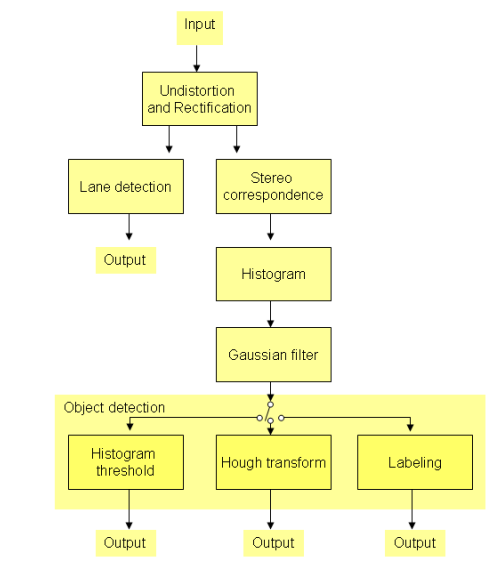 Input
Undistortion
and Rectification
Lane detection
Stereo
correspondence
Output
Histogram
Gaussian filter
Object detection
Histogram
threshold
Hough transform
Labeling
Output
Output
Output